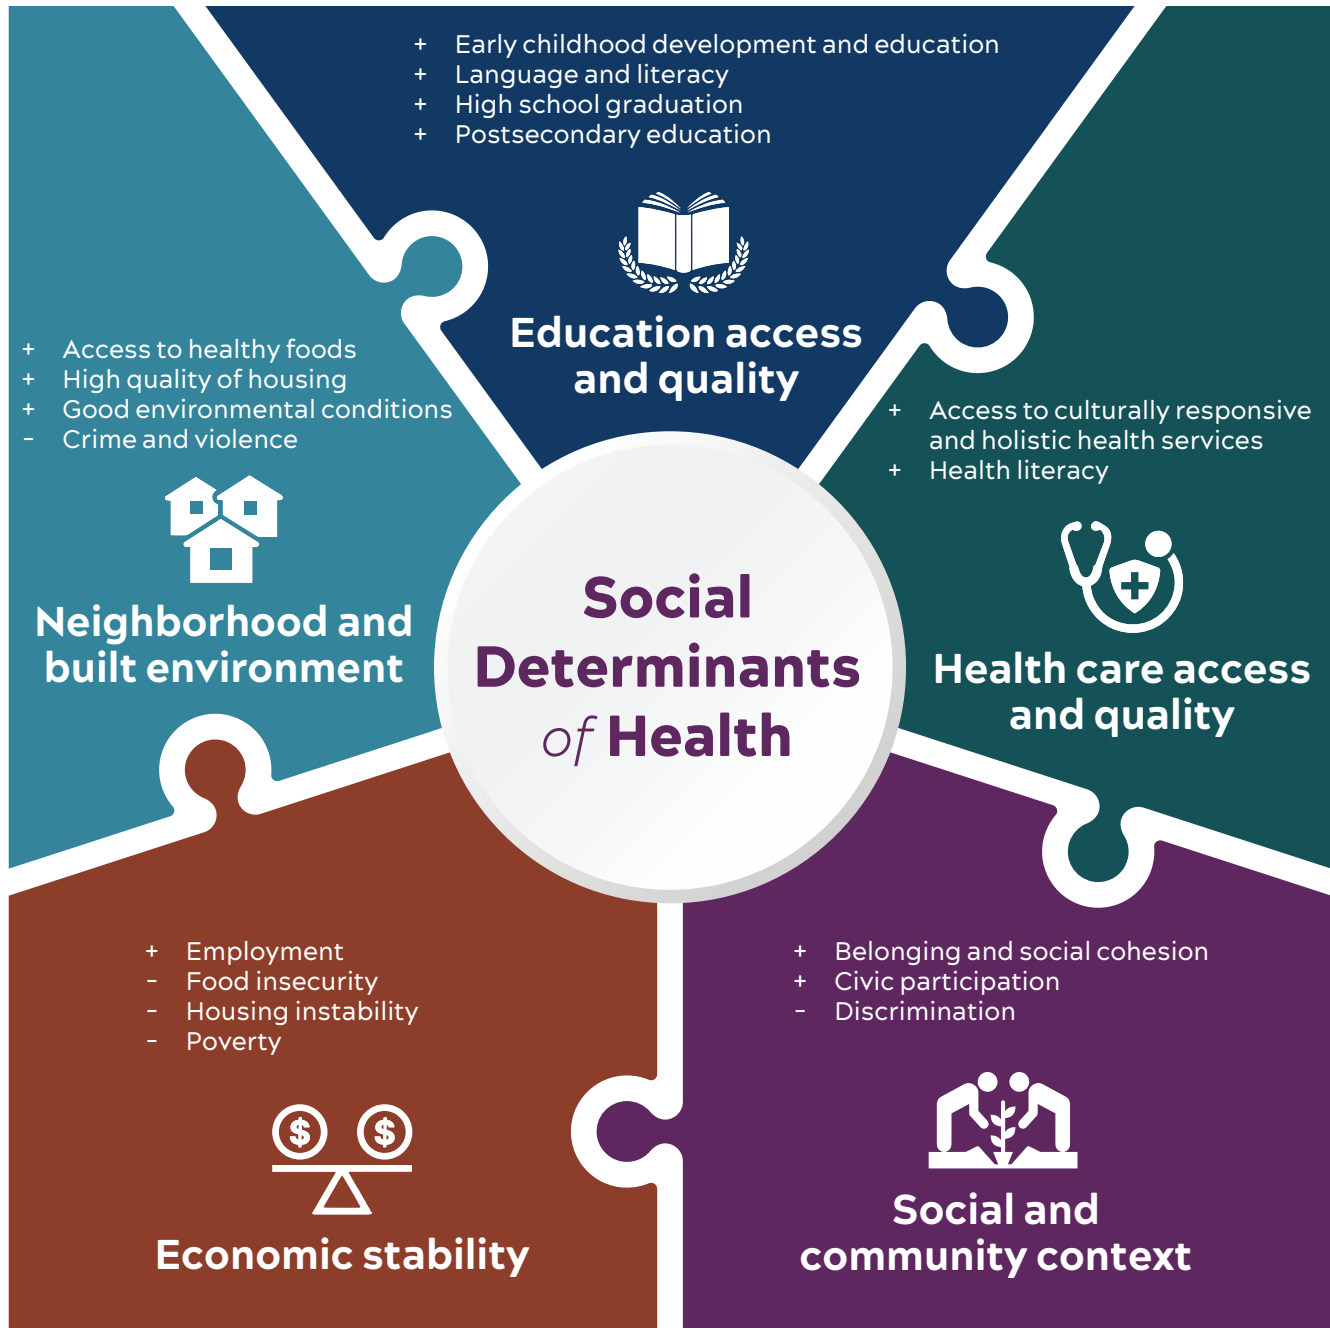 + Early childhood development and education
+ Language and literacy
+ High school graduation
+ Postsecondary education
Education access
and quality
+ Access to healthy foods
+ High quality of housing
+ Good environmental conditions
- Crime and violence
Neighborhood and
built environment
+ Access to culturally responsive
and holistic health services
+ Health literacy
Health care access
and quality
Social
Determinants
of Health
+ Employment
- Food insecurity
- Housing instability
- Poverty
$ $
Economic stability
+ Belonging and social cohesion
+ Civic participation
- Discrimination
Social and
community context